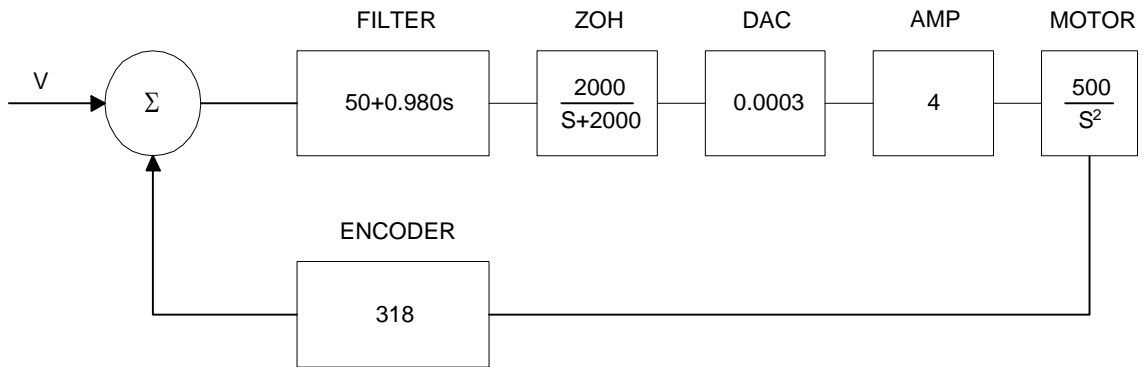 FILTER
ZOH
DAC
AMP
MOTOR
V
Σ
50+0.980s
2000
S+2000
0.0003
4
500
S²
ENCODER
318